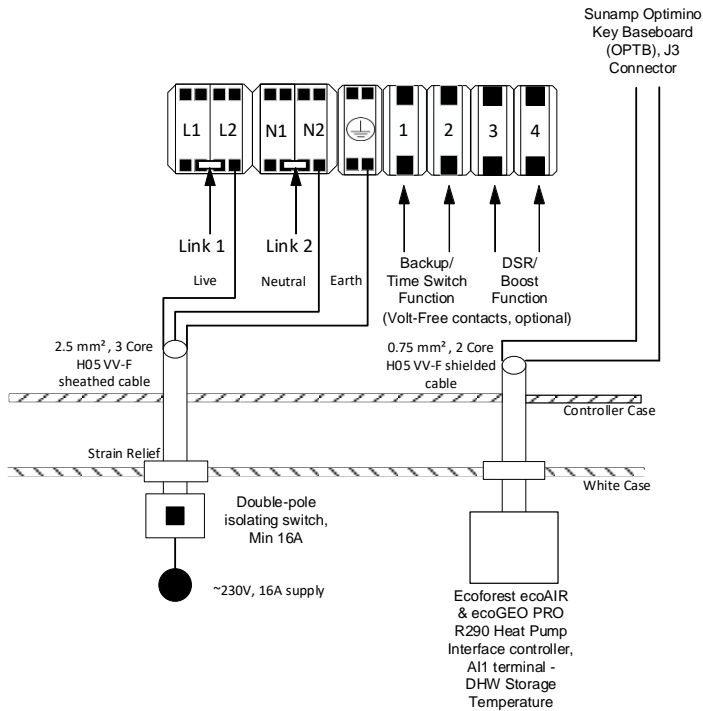 Sunamp Optimino
Key Baseboard
(OPTB), J3
Connector
L1 L2 N1 N2 1 2 3 4
Link 1
Link 2
Live
Neutral
Earth
Backup/
Time Switch
Function
DSR/
Boost
Function
(Volt-Free contacts, optional)
2.5 mm², 3 Core
H05 VV-F
sheathed cable
0.75 mm², 2 Core
H05 VV-F shielded
cable
Controller Case
Strain Relief
White Case
Double-pole
isolating switch,
Min 16A
~230V, 16A supply
Ecoforest ecoAIR
& ecoGEO PRO
R290 Heat Pump
Interface controller,
AI1 terminal -
DHW Storage
Temperature